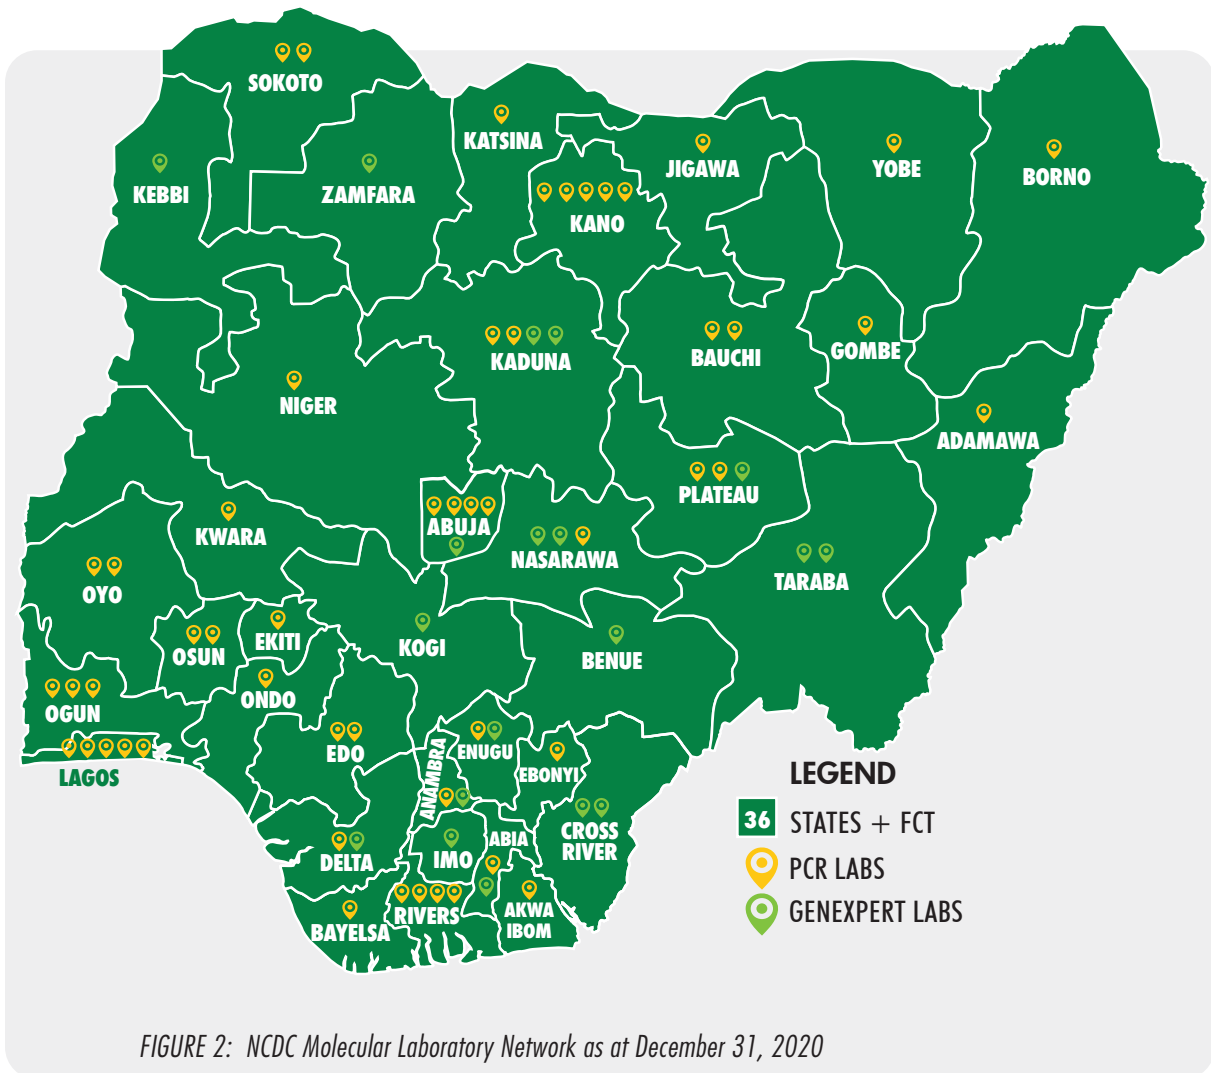 SOKOTO
KATSINA
KEBBI
ZAMFARA
JIGAWA
YOBE
BORNO
KANO
KADUNA
BAUCHI
GOMBE
NIGER
ADAMAWA
PLATEAU
ABUJA
KWARA
NASARAWA
TARABA
OYO
OSUN
EKITI
KOGI
BENUE
OGUN
ONDO
EDO
ANAMBRA
ENUGU
EBONYI
LAGOS
CROSS
RIVER
DELTA
IMO
ABIA
BAYELSA
RIVERS
AKWA
IBOM
LEGEND
36 STATES + FCT
PCR LABS
GENEXPERT LABS
FIGURE 2: NCDC Molecular Laboratory Network as at December 31, 2020